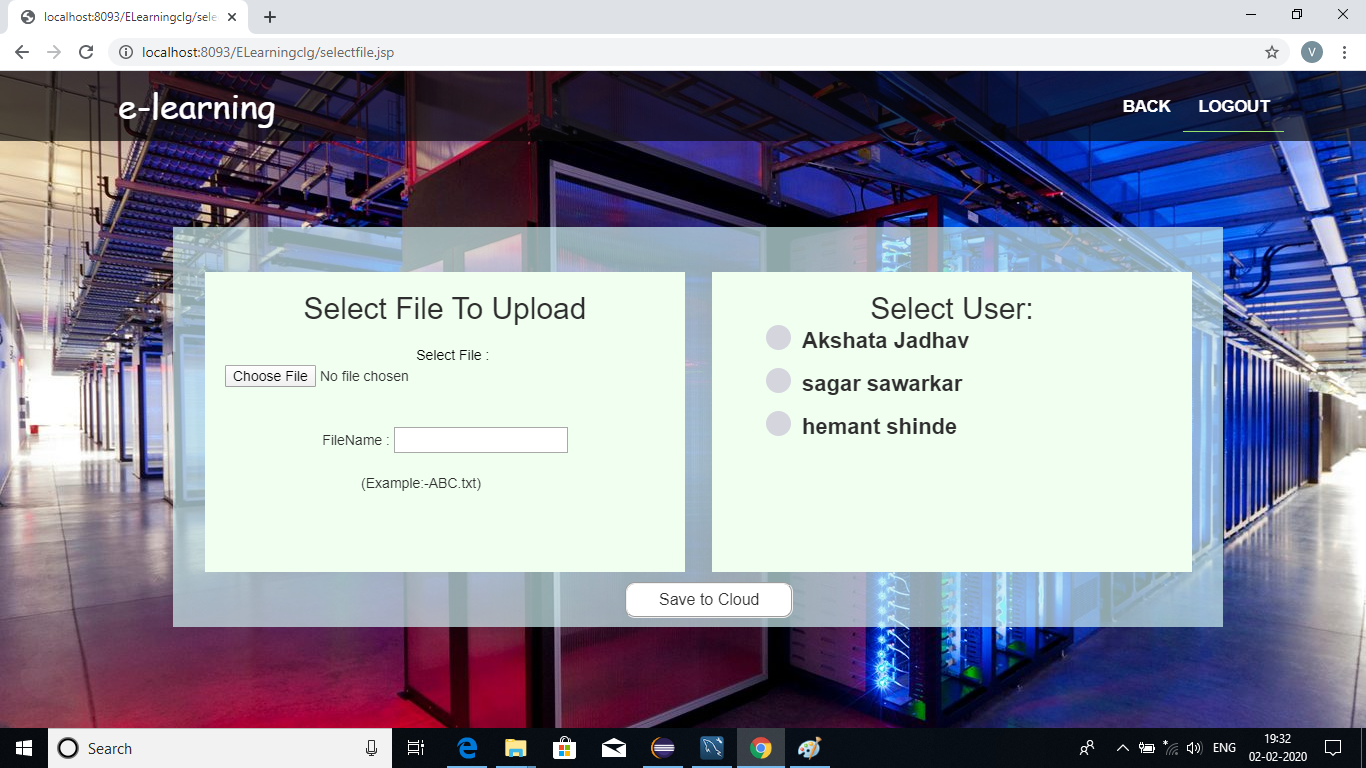 localhost:8093/ELearningclg/sele
localhost:8093/ELearningclg/selectfile.jsp
V
e-learning
BACK LOGOUT
Select File To Upload
Select File :
Choose File No file chosen
FileName :
(Example:-ABC.txt)
Select User:
Akshata Jadhav
sagar sawarkar
hemant shinde
Save to Cloud
Search
ENG
19:32
02-02-2020